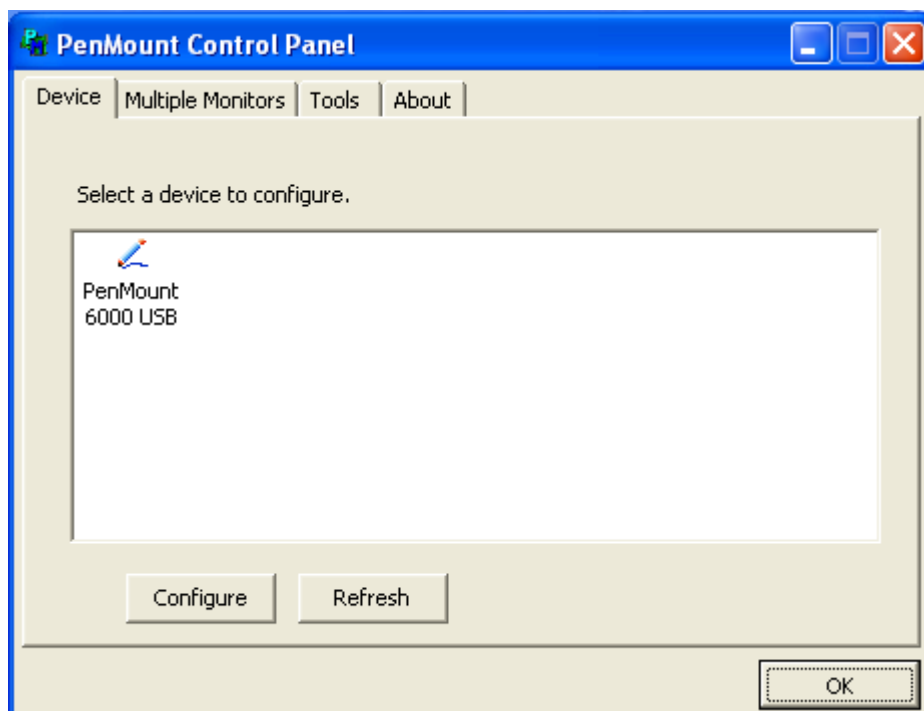 PenMount Control Panel
Device Multiple Monitors Tools About
Select a device to configure.
PenMount
6000 USB
Configure Refresh
OK